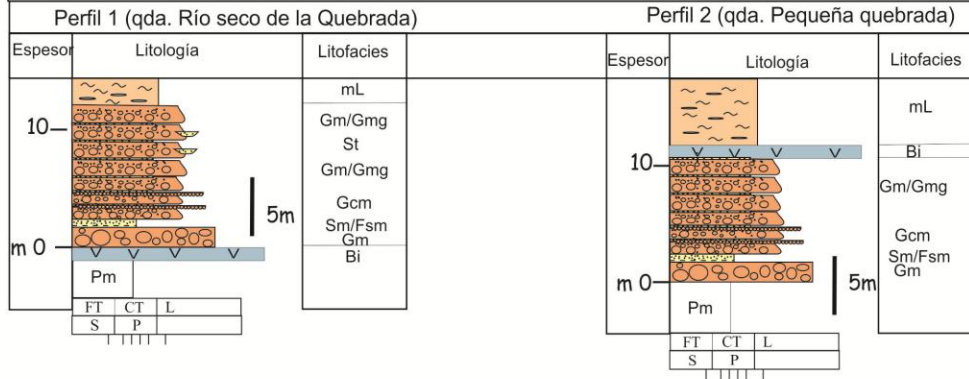 Perfil 1 (qda. Río seco de la Quebrada)
Espesor Litología Litofacies
mL
10
Gm/Gmg
St
Gm/Gmg
Gcm
Sm/Fsm
Gm
Bi
5m
m 0
Pm
FT CT L
S P
Perfil 2 (qda. Pequeña quebrada)
Espesor Litología Litofacies
mL
Bi
10
Gm/Gmg
Gcm
Sm/Fsm
Gm
5m
m 0
Pm
FT CT L
S P